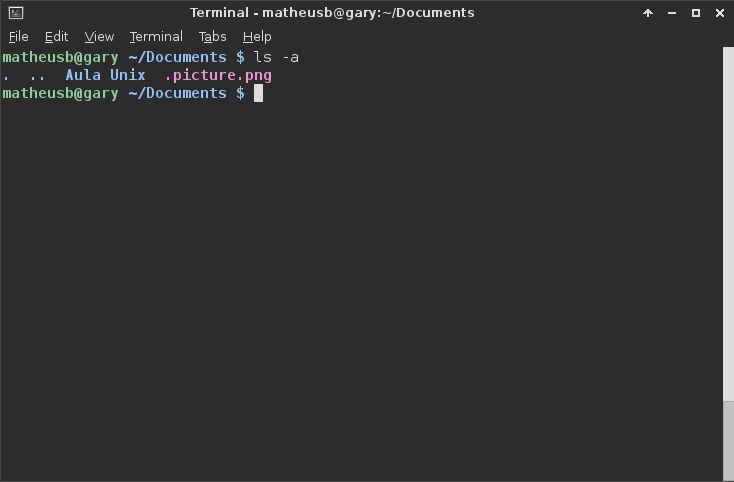 Terminal - matheusb@gary:~/Documents
File Edit View Terminal Tabs Help
matheusb@gary ~/Documents $ ls -a
.  ..  Aula Unix  .picture.png
matheusb@gary ~/Documents $